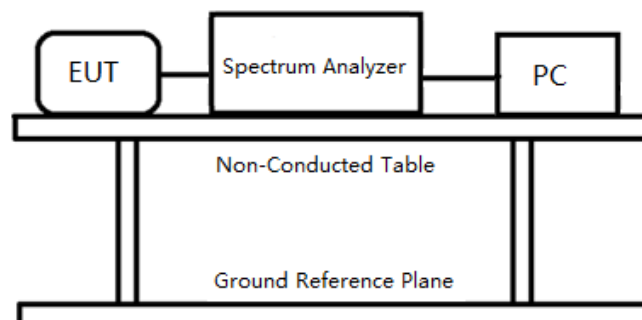 EUT
Spectrum Analyzer
PC
Non-Conducted Table
Ground Reference Plane